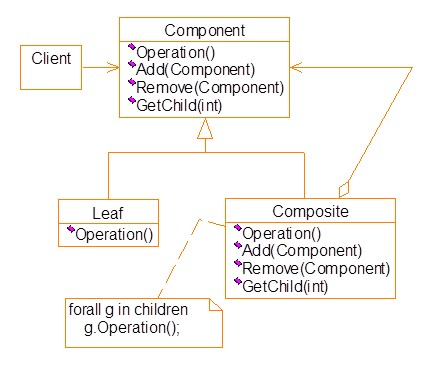 Component
Client
Operation()
Add(Component)
Remove(Component)
GetChild(int)
Leaf
Operation()
Composite
Operation()
Add(Component)
Remove(Component)
GetChild(int)
forall g in children
g.Operation();